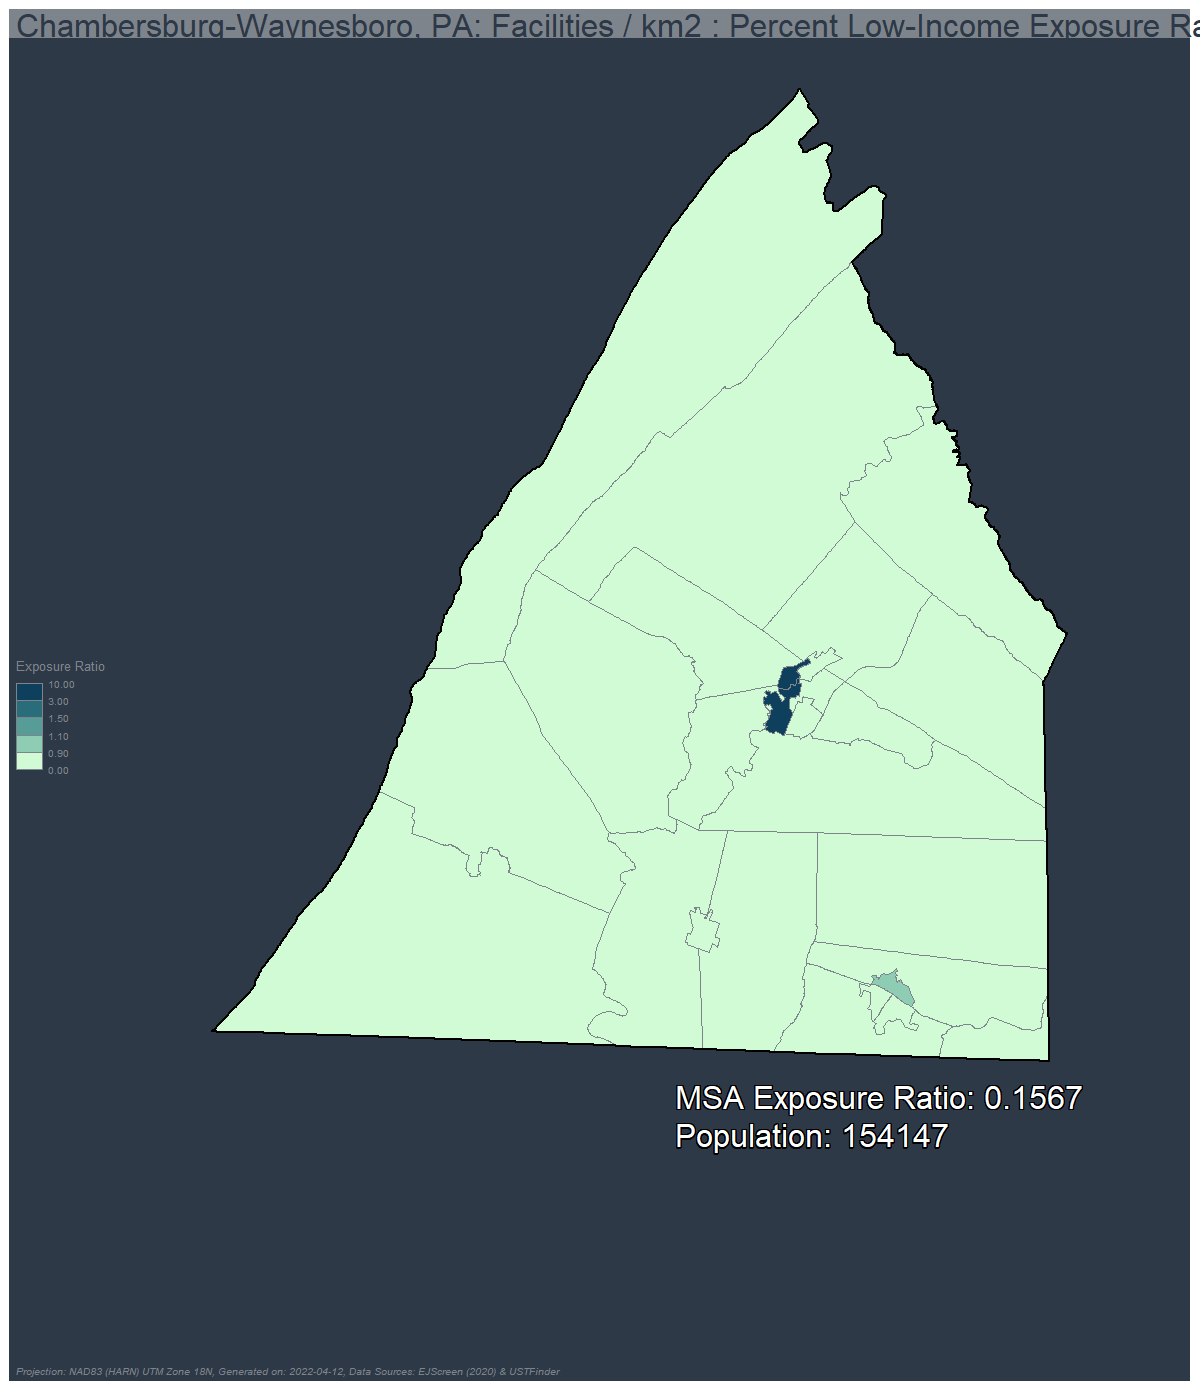 Chambersburg-Waynesboro, PA: Facilities / km2 : Percent Low-Income Exposure Ra
Exposure Ratio
10.00
3.00
1.50
1.10
0.90
0.00
MSA Exposure Ratio: 0.1567
Population: 154147
Projection: NAD83 (HARN) UTM Zone 18N, Generated on: 2022-04-12, Data Sources: EJScreen (2020) & USTFinder